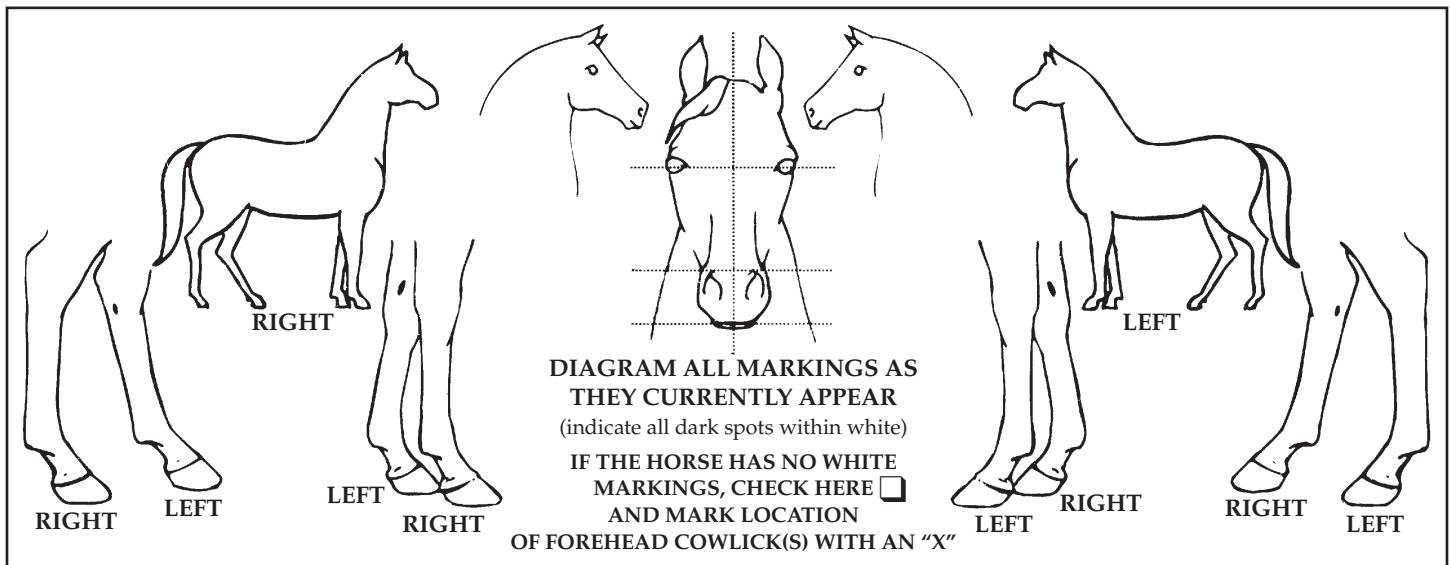 RIGHT
LEFT
DIAGRAM ALL MARKINGS AS
THEY CURRENTLY APPEAR
(indicate all dark spots within white)
IF THE HORSE HAS NO WHITE
MARKINGS, CHECK HERE
AND MARK LOCATION
OF FOREHEAD COWLICK(S) WITH AN “X”
RIGHT
LEFT
LEFT
RIGHT
LEFT
RIGHT
RIGHT
LEFT